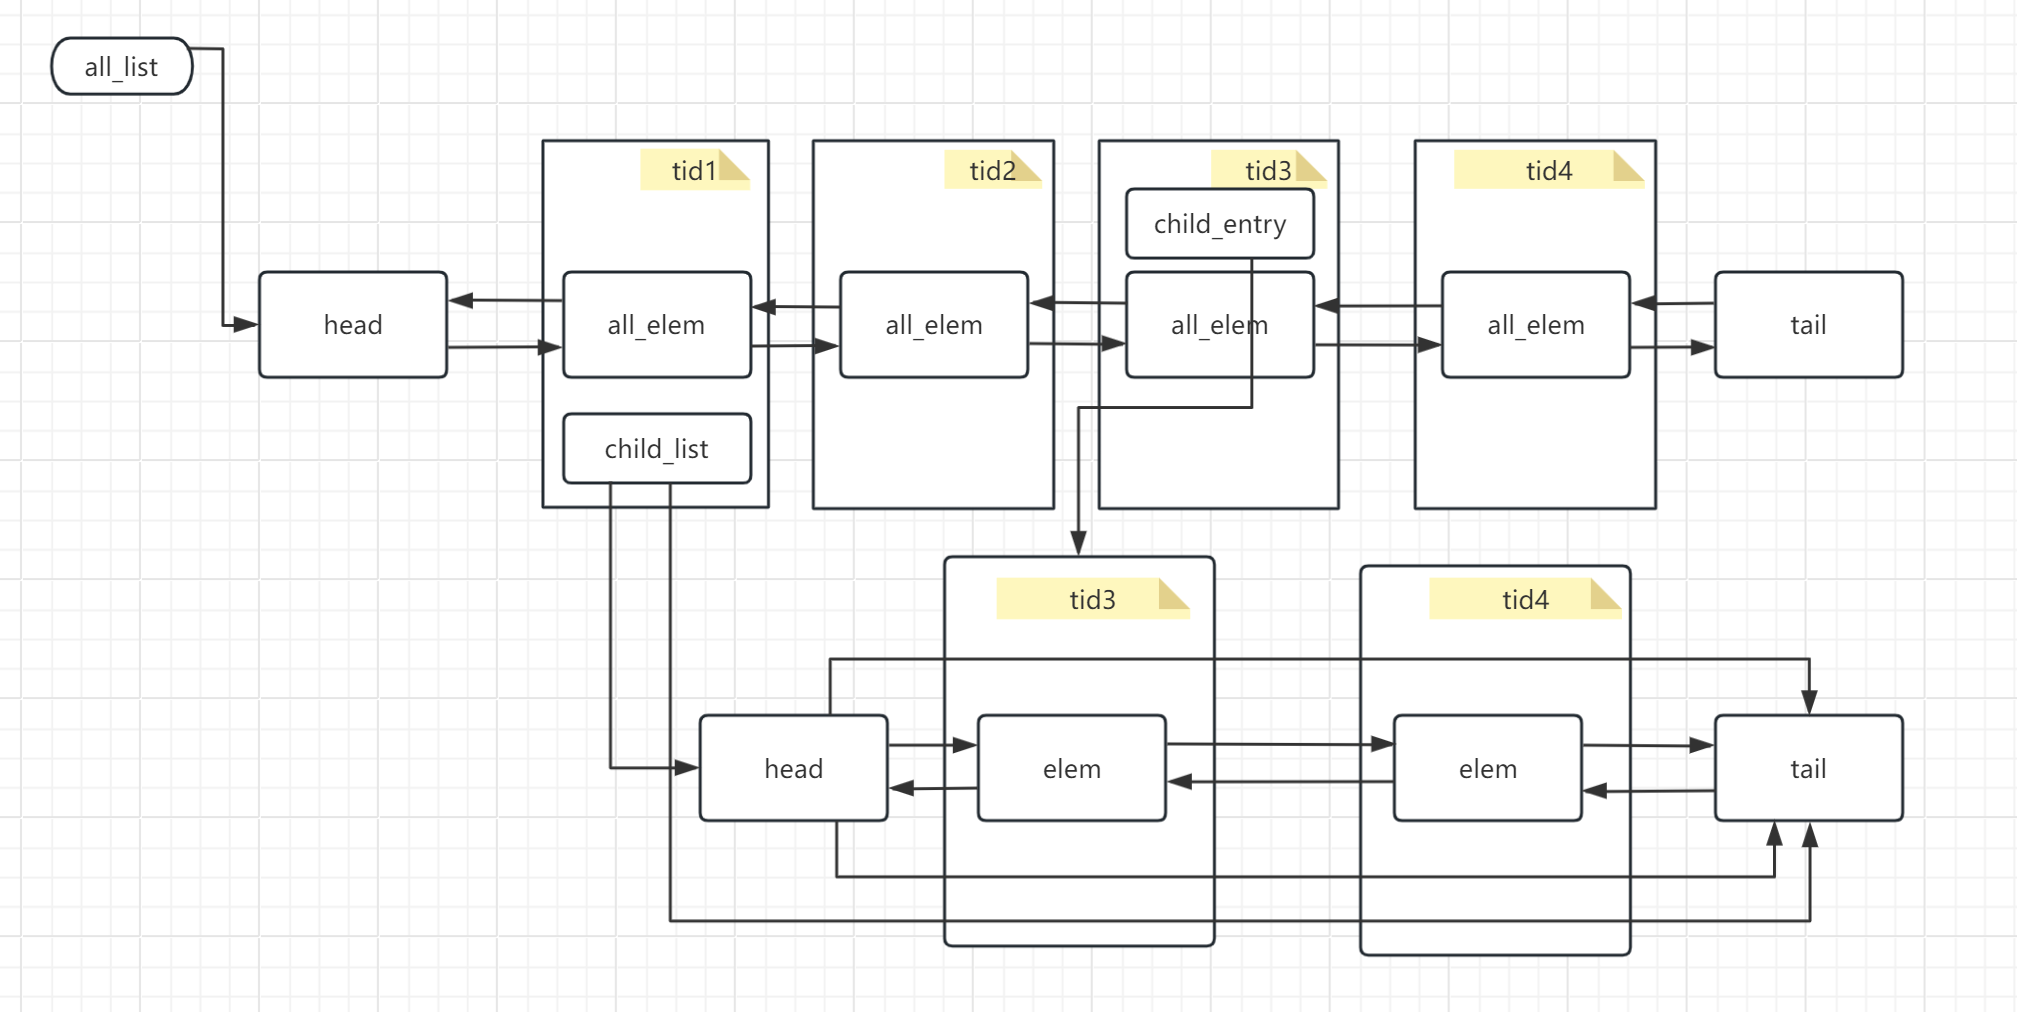 all_list
tid1
tid2
tid3
tid4
child_entry
head
all_elem
all_elem
all_elem
all_elem
tail
child_list
tid3
tid4
head
elem
elem
tail